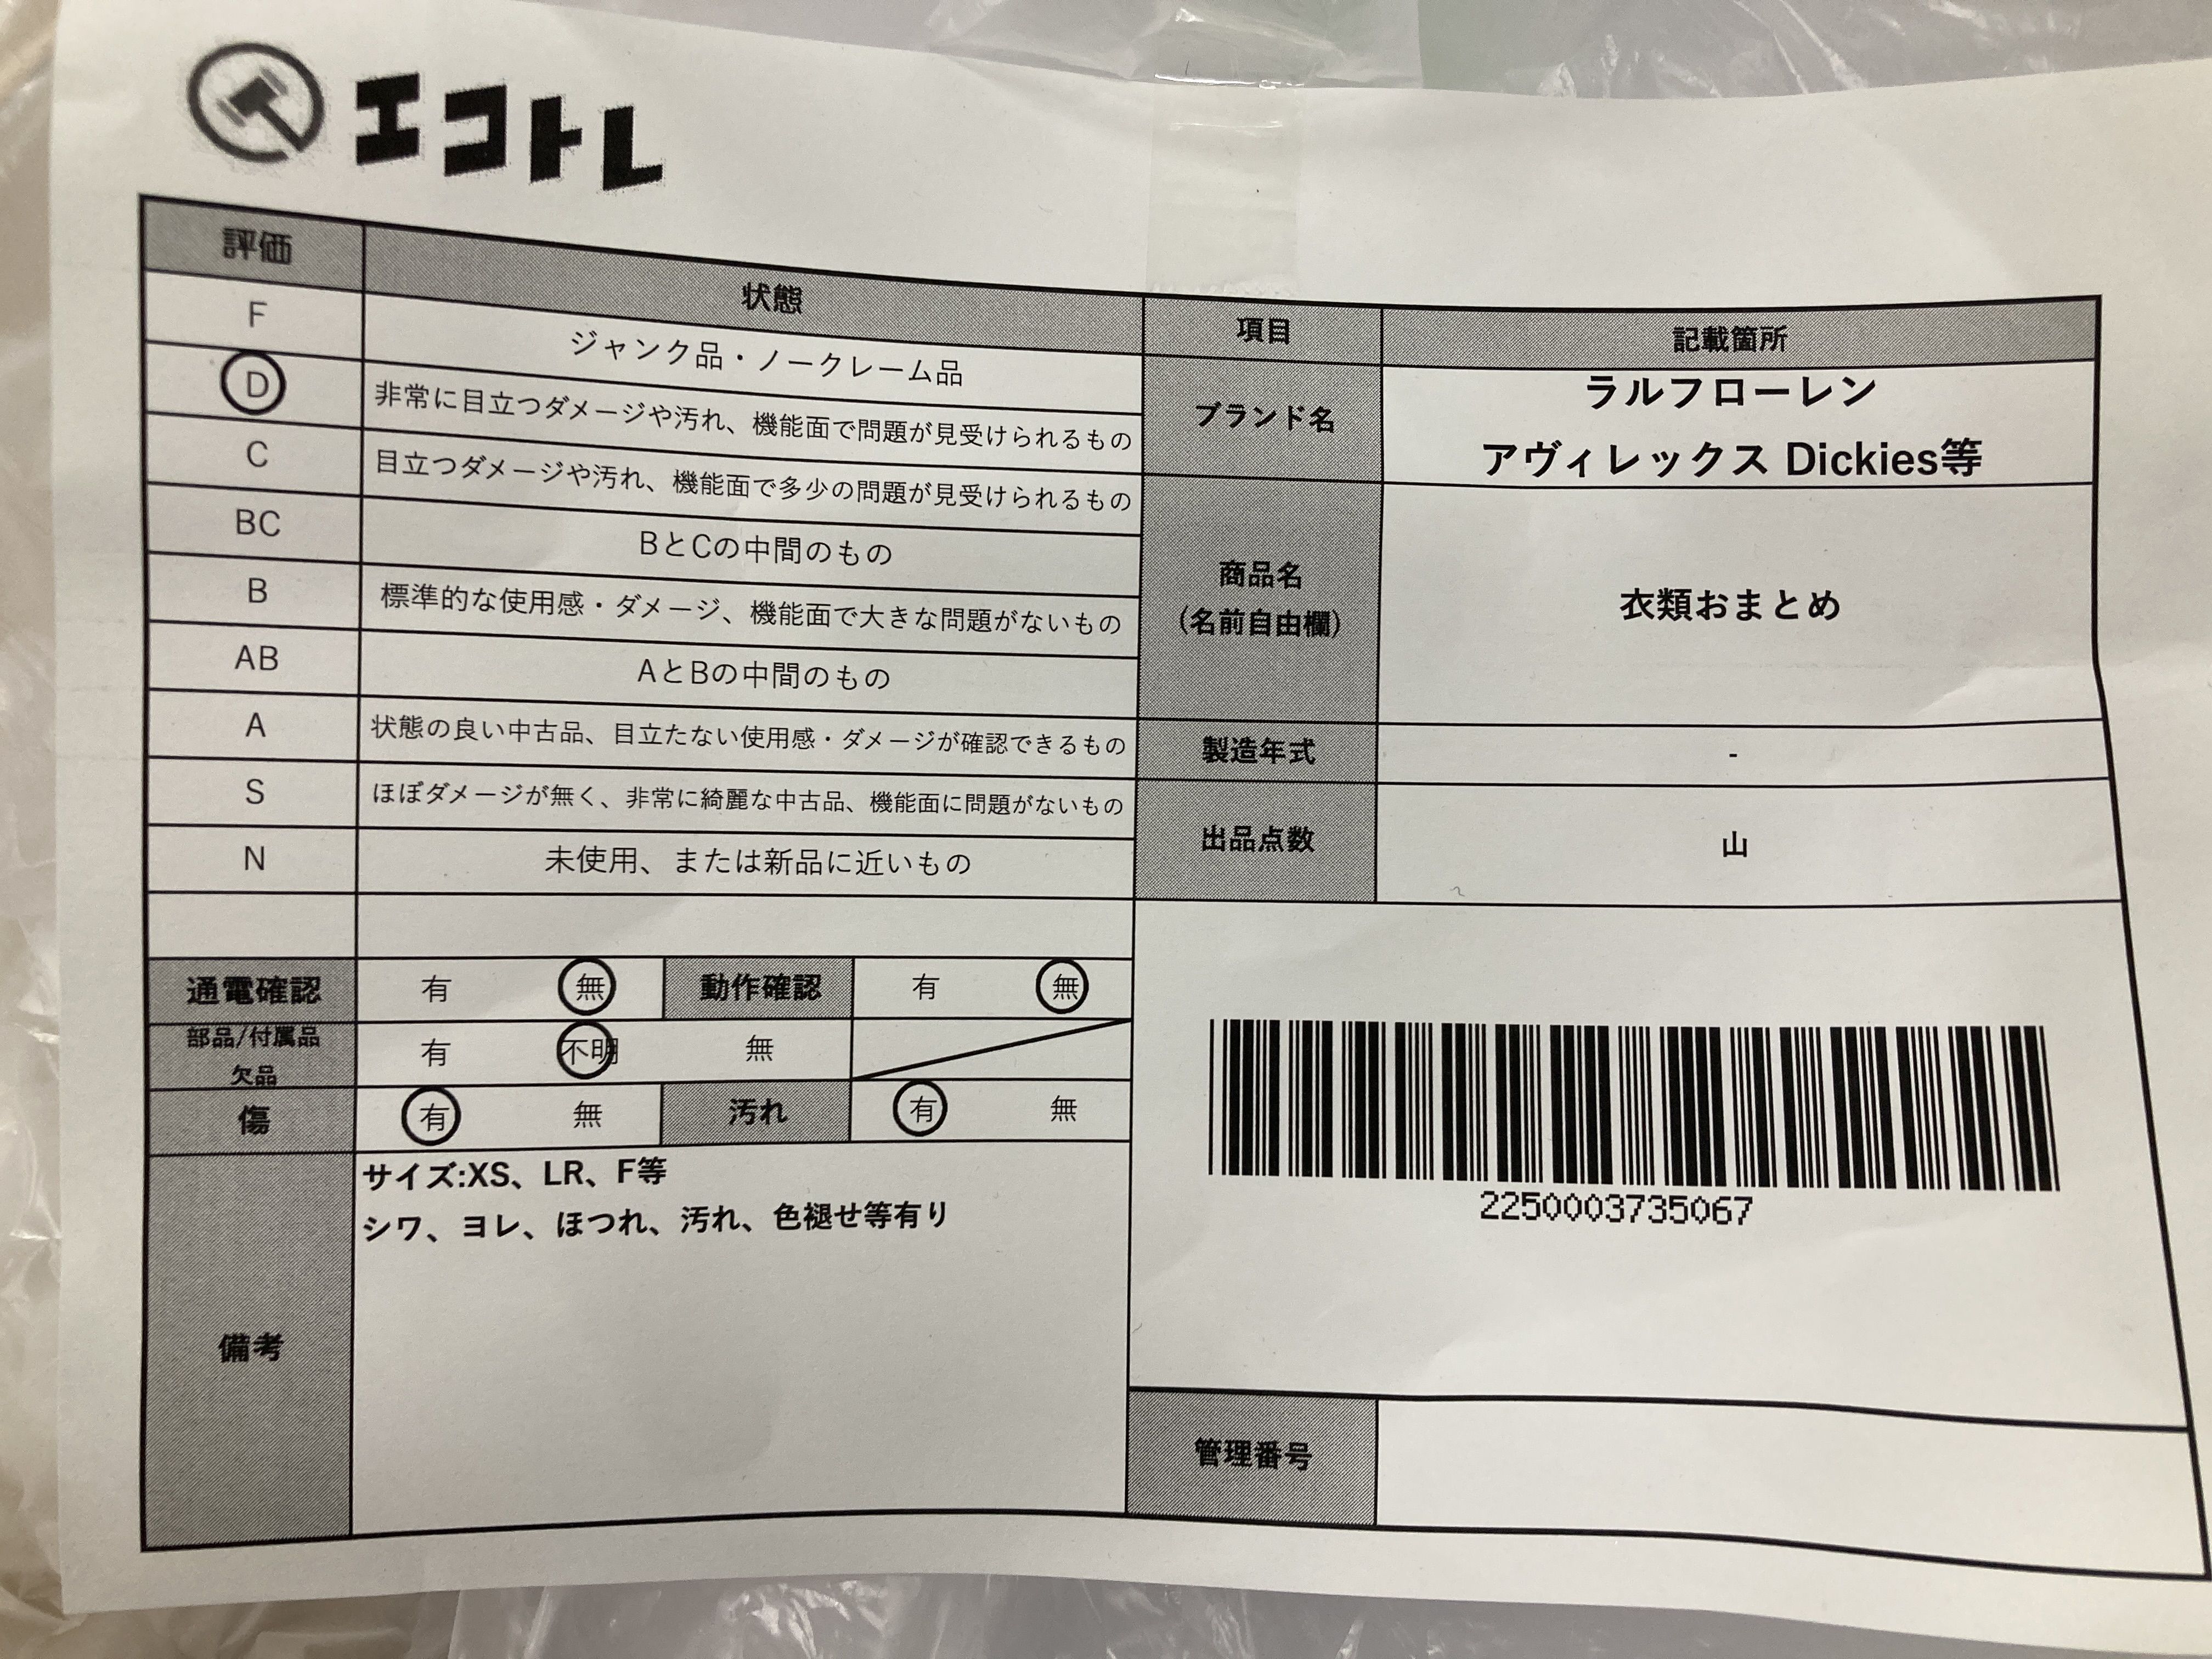 エコトレ
評価 状態
F ジャンク品・ノークレーム品
D 非常に目立つダメージや汚れ、機能面で問題が見受けられるもの
C 目立つダメージや汚れ、機能面で多少の問題が見受けられるもの
BC BとCの中間のもの
B 標準的な使用感・ダメージ、機能面で大きな問題がないもの
AB AとBの中間のもの
A 状態の良い中古品、目立たない使用感・ダメージが確認できるもの
S ほぼダメージが無く、非常に綺麗な中古品、機能面に問題がないもの
N 未使用、または新品に近いもの
通電確認 有 無 動作確認 有 無
部品/付属品
欠品
有 不明 無
傷 有 無 汚れ 有 無
備考
サイズ:XS、LR、F等
シワ、ヨレ、ほつれ、汚れ、色褪せ等有り
項目 記載箇所
ブランド名
ラルフローレン
アヴィレックス Dickies等
商品名
(名前自由欄)
衣類おまとめ
製造年式 -
出品点数 山
2250003735067
管理番号